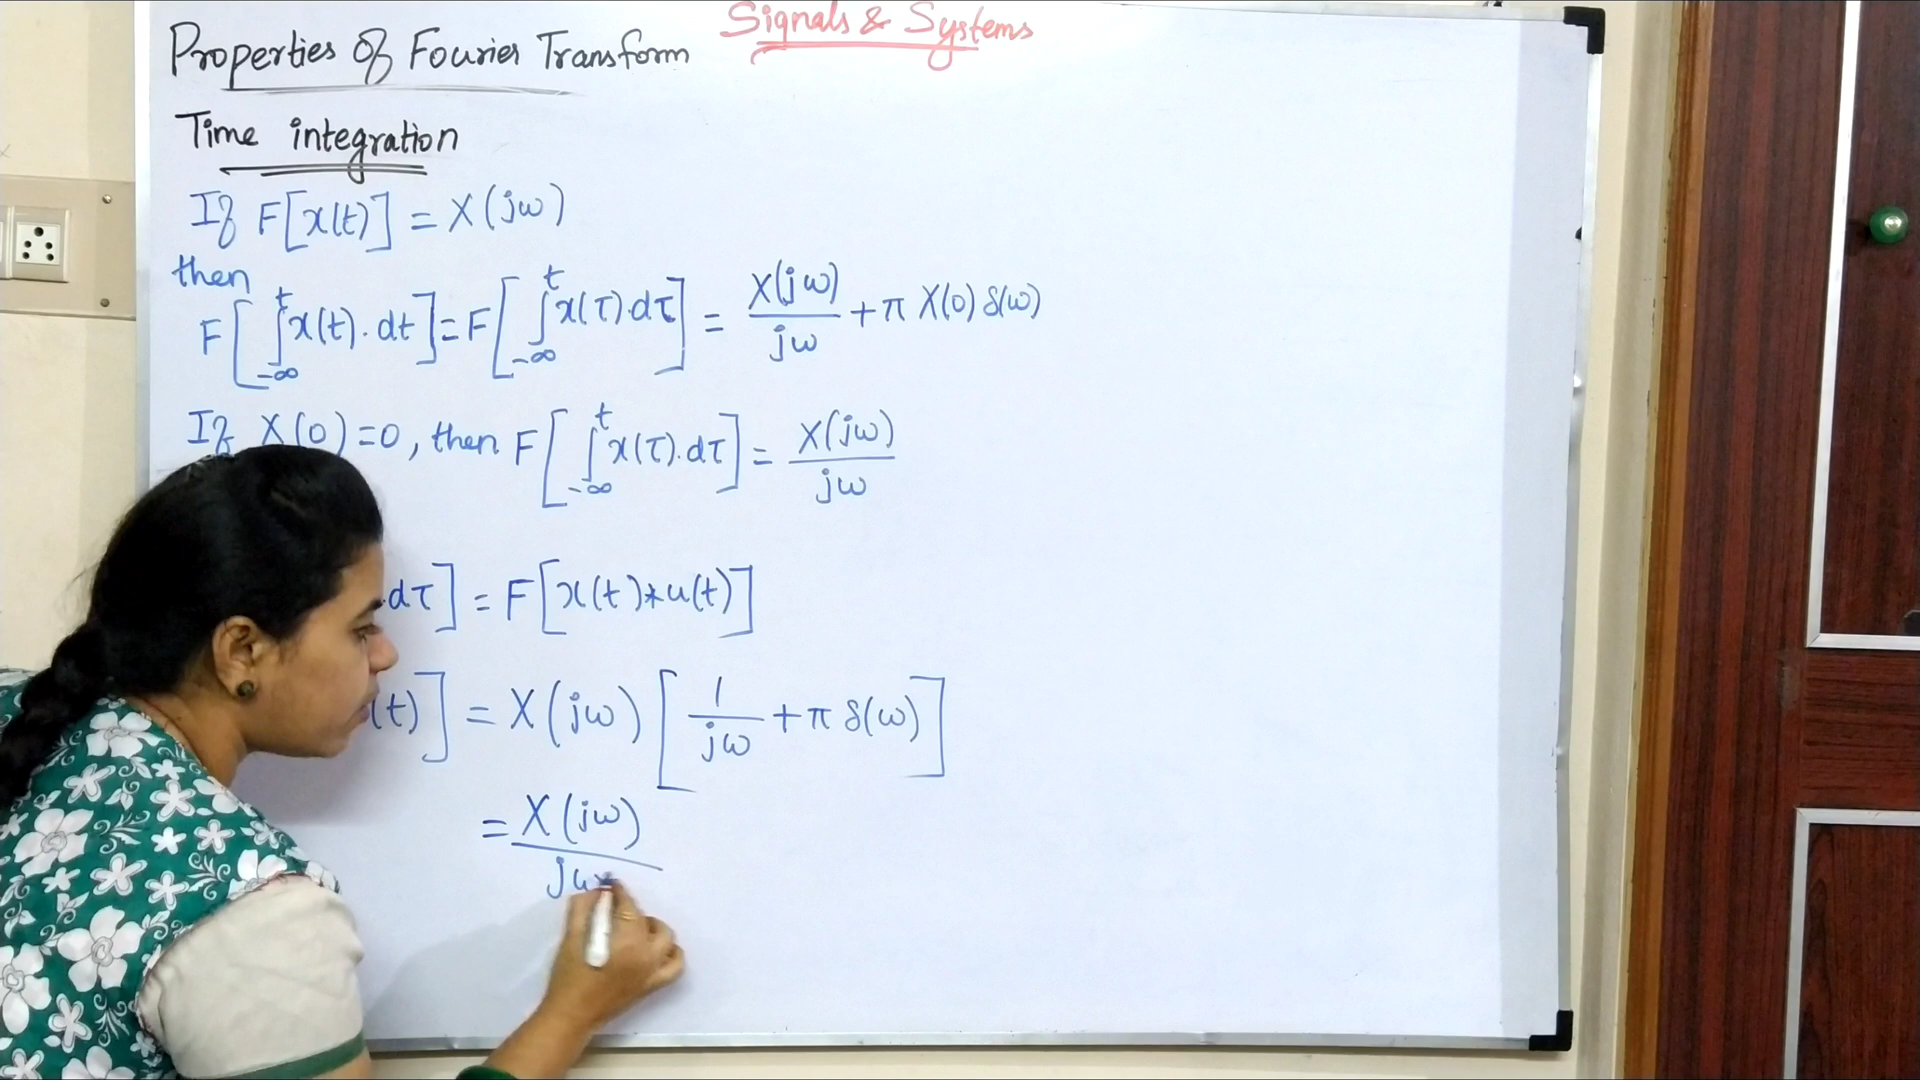 Signals & Systems
Properties Of Fourier Transform
Time integration
If F[x(t)] = X(jω)
then
F[∫_{-∞}^{t} x(t).dt] = F[∫_{-∞}^{t} x(τ).dτ] = X(jω)/jω + π X(0) δ(ω)
If X(0)=0, then F[∫_{-∞}^{t} x(τ).dτ] = X(jω)/jω
.dτ] = F[x(t)*u(t)]
(t)] = X(jω)[1/jω + π δ(ω)]
= X(jω)/jω